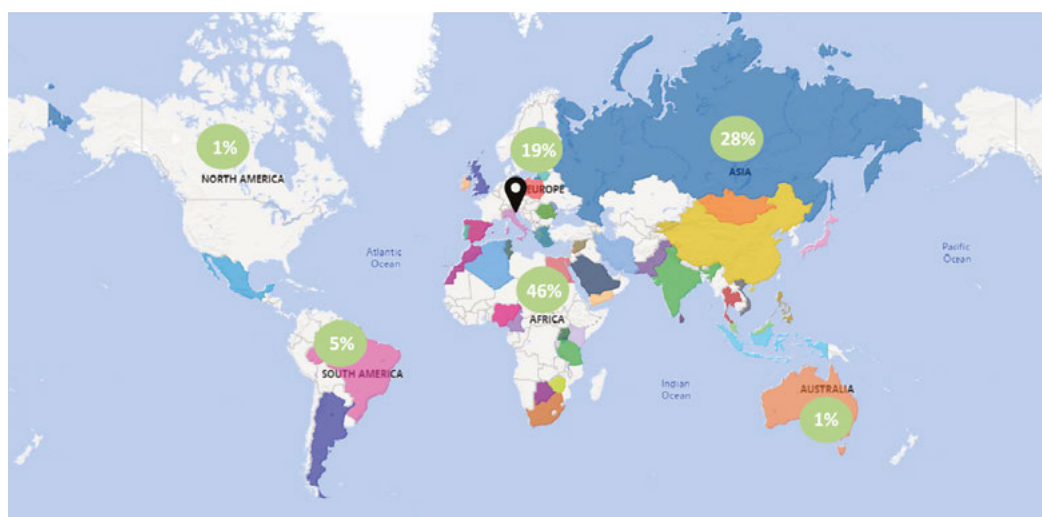 1%
NORTH AMERICA
19%
EUROPE
28%
ASIA
Atlantic
Ocean
Pacific
Ocean
46%
AFRICA
5%
SOUTH AMERICA
Indian
Ocean
AUSTRALIA
1%